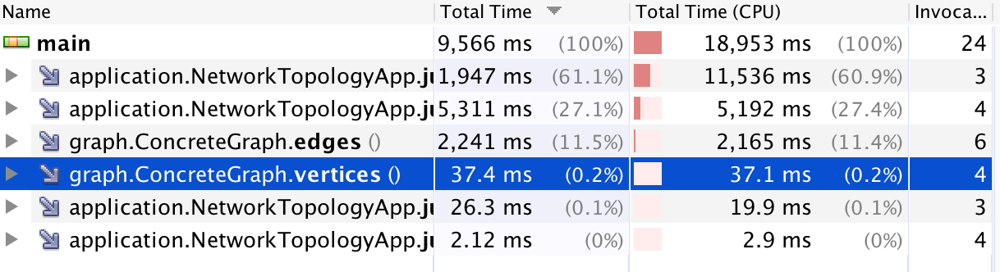 Name Total Time Total Time (CPU) Invoca...
main 9,566 ms (100%) 18,953 ms (100%) 24
application.NetworkTopologyApp.ju 1,947 ms (61.1%) 11,536 ms (60.9%) 3
application.NetworkTopologyApp.ju 5,311 ms (27.1%) 5,192 ms (27.4%) 4
graph.ConcreteGraph.edges () 2,241 ms (11.5%) 2,165 ms (11.4%) 6
graph.ConcreteGraph.vertices () 37.4 ms (0.2%) 37.1 ms (0.2%) 4
application.NetworkTopologyApp.ju 26.3 ms (0.1%) 19.9 ms (0.1%) 3
application.NetworkTopologyApp.ju 2.12 ms (0%) 2.9 ms (0%) 4